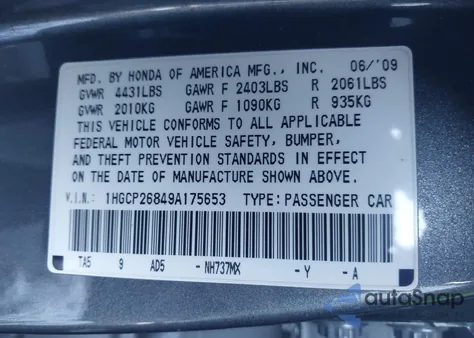 MFD. BY HONDA OF AMERICA MFG., INC. 06/'09
GVWR 4431LBS GAWR F 2403LBS R 2061LBS
GVWR 2010KG GAWR F 1090KG R 935KG
THIS VEHICLE CONFORMS TO ALL APPLICABLE
FEDERAL MOTOR VEHICLE SAFETY, BUMPER,
AND THEFT PREVENTION STANDARDS IN EFFECT
ON THE DATE OF MANUFACTURE SHOWN ABOVE.
V.I.N.: 1HGCP26849A175653 TYPE: PASSENGER CAR
TA5 9 AD5 - NH737MX - Y - A
autoSnap